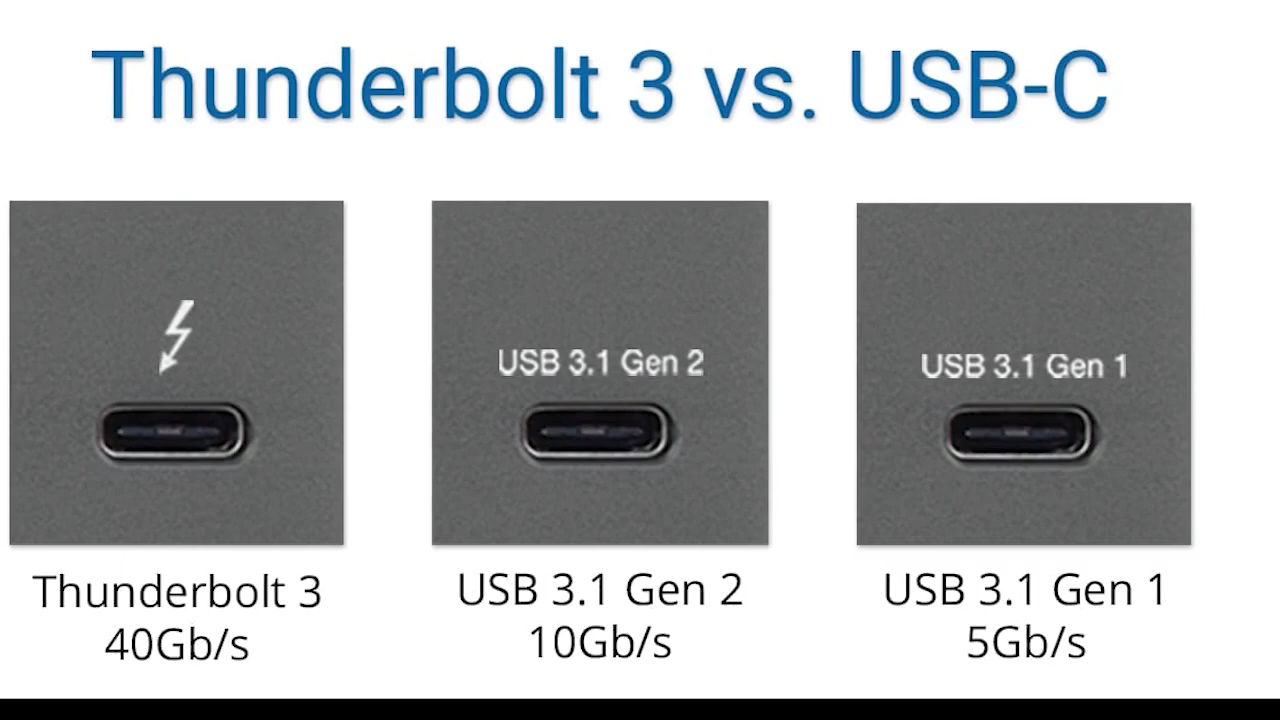 Thunderbolt 3 vs. USB-C
USB 3.1 Gen 2
USB 3.1 Gen 1
Thunderbolt 3
40Gb/s
USB 3.1 Gen 2
10Gb/s
USB 3.1 Gen 1
5Gb/s